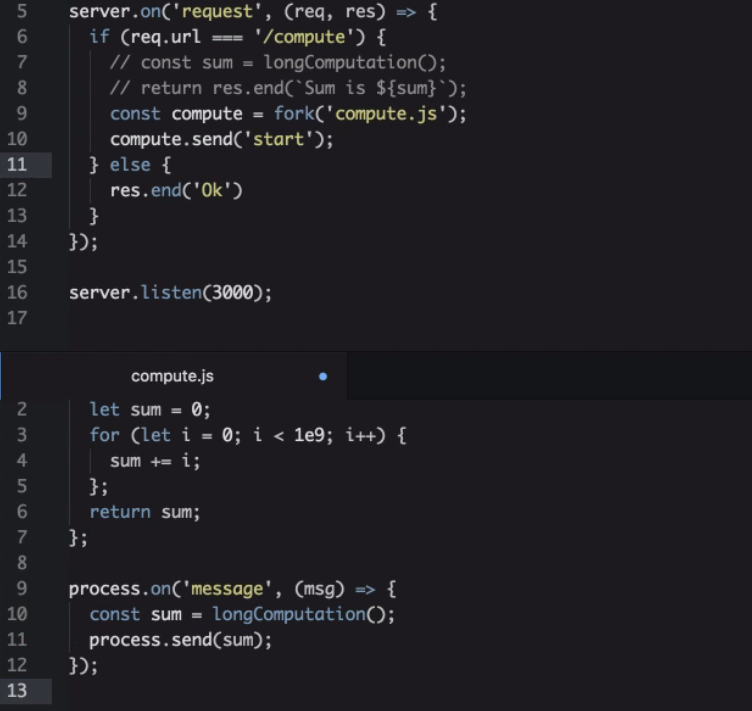 5 server.on('request', (req, res) => {
6 if (req.url === '/compute') {
7 // const sum = longComputation();
8 // return res.end(`Sum is ${sum}`);
9 const compute = fork('compute.js');
10 compute.send('start');
11 } else {
12 res.end('Ok')
13 }
14 });
15
16 server.listen(3000);
17
compute.js
2 let sum = 0;
3 for (let i = 0; i < 1e9; i++) {
4 sum += i;
5 };
6 return sum;
7 };
8
9 process.on('message', (msg) => {
10 const sum = longComputation();
11 process.send(sum);
12 });
13